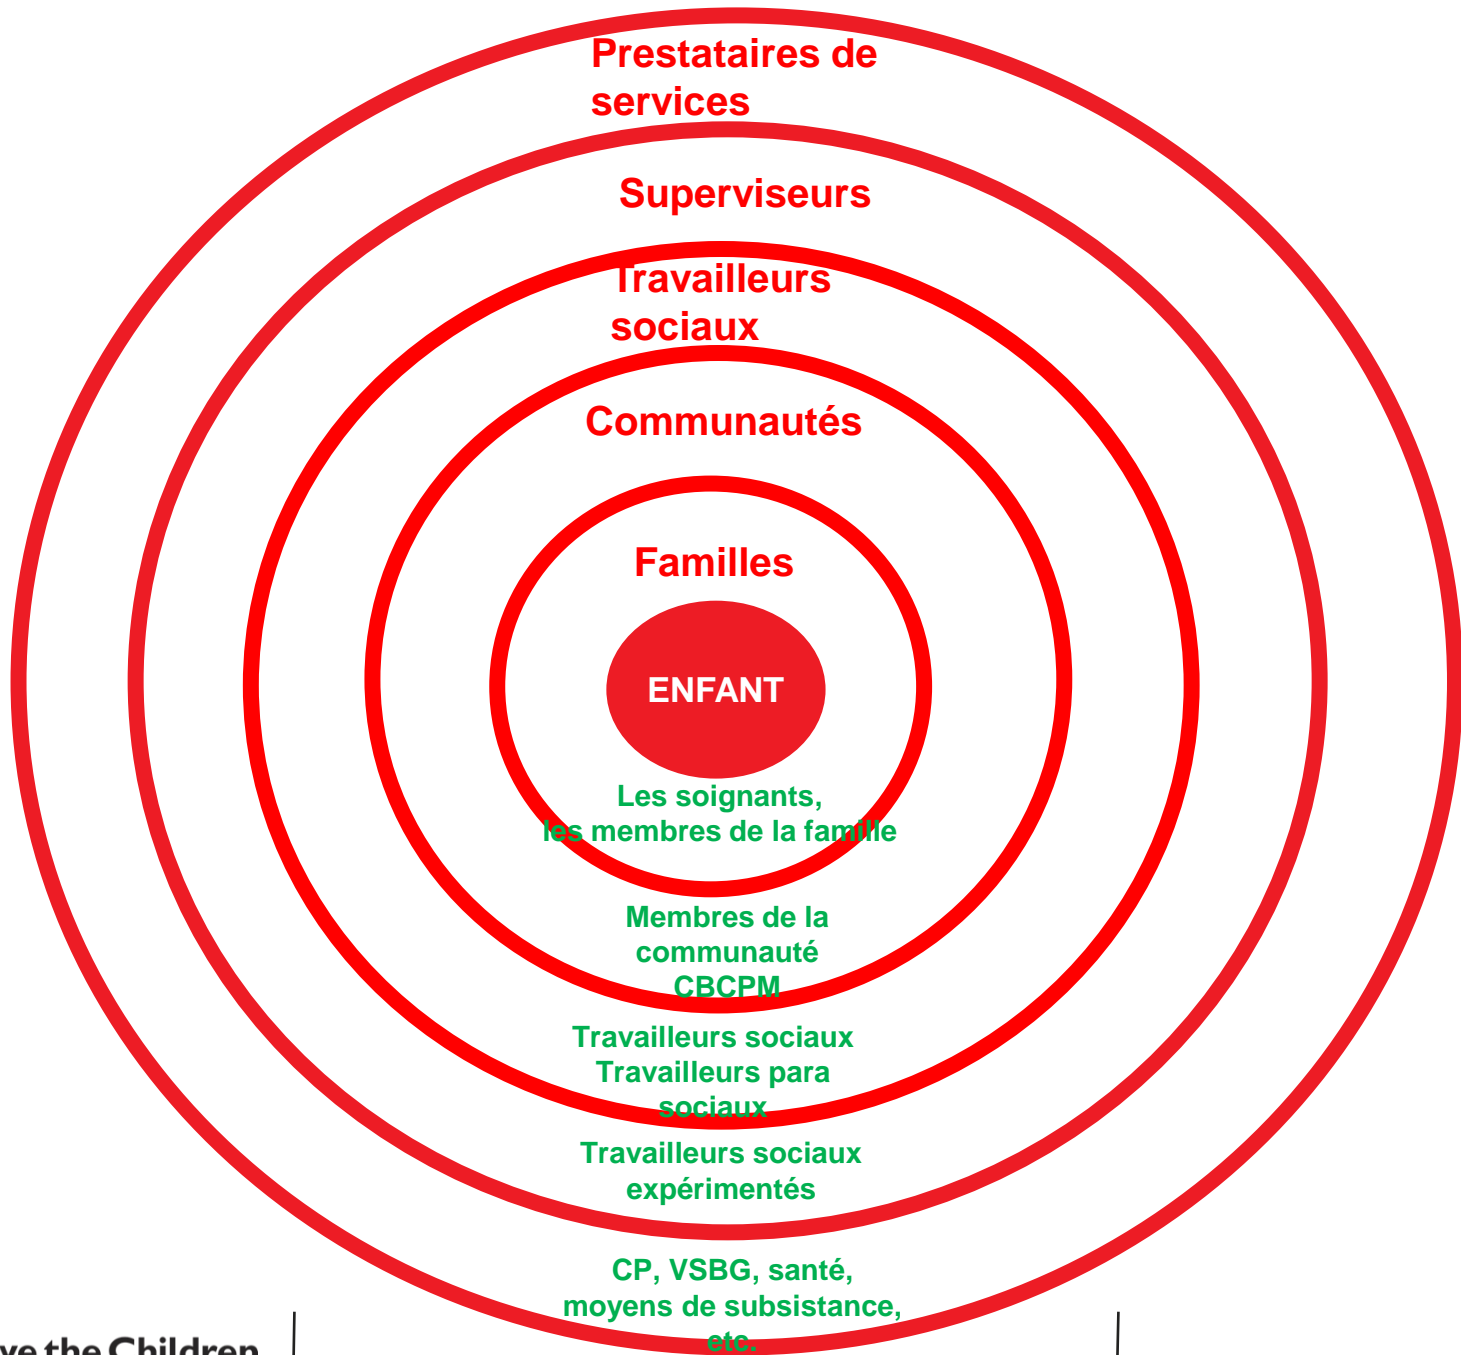 Prestataires de
services
Superviseurs
Travailleurs
sociaux
Communautés
Familles
ENFANT
Les soignants,
les membres de la famille
Membres de la
communauté
CBCPM
Travailleurs sociaux
Travailleurs para
sociaux
Travailleurs sociaux
expérimentés
CP, VSBG, santé,
moyens de subsistance,
etc.
ve the Children